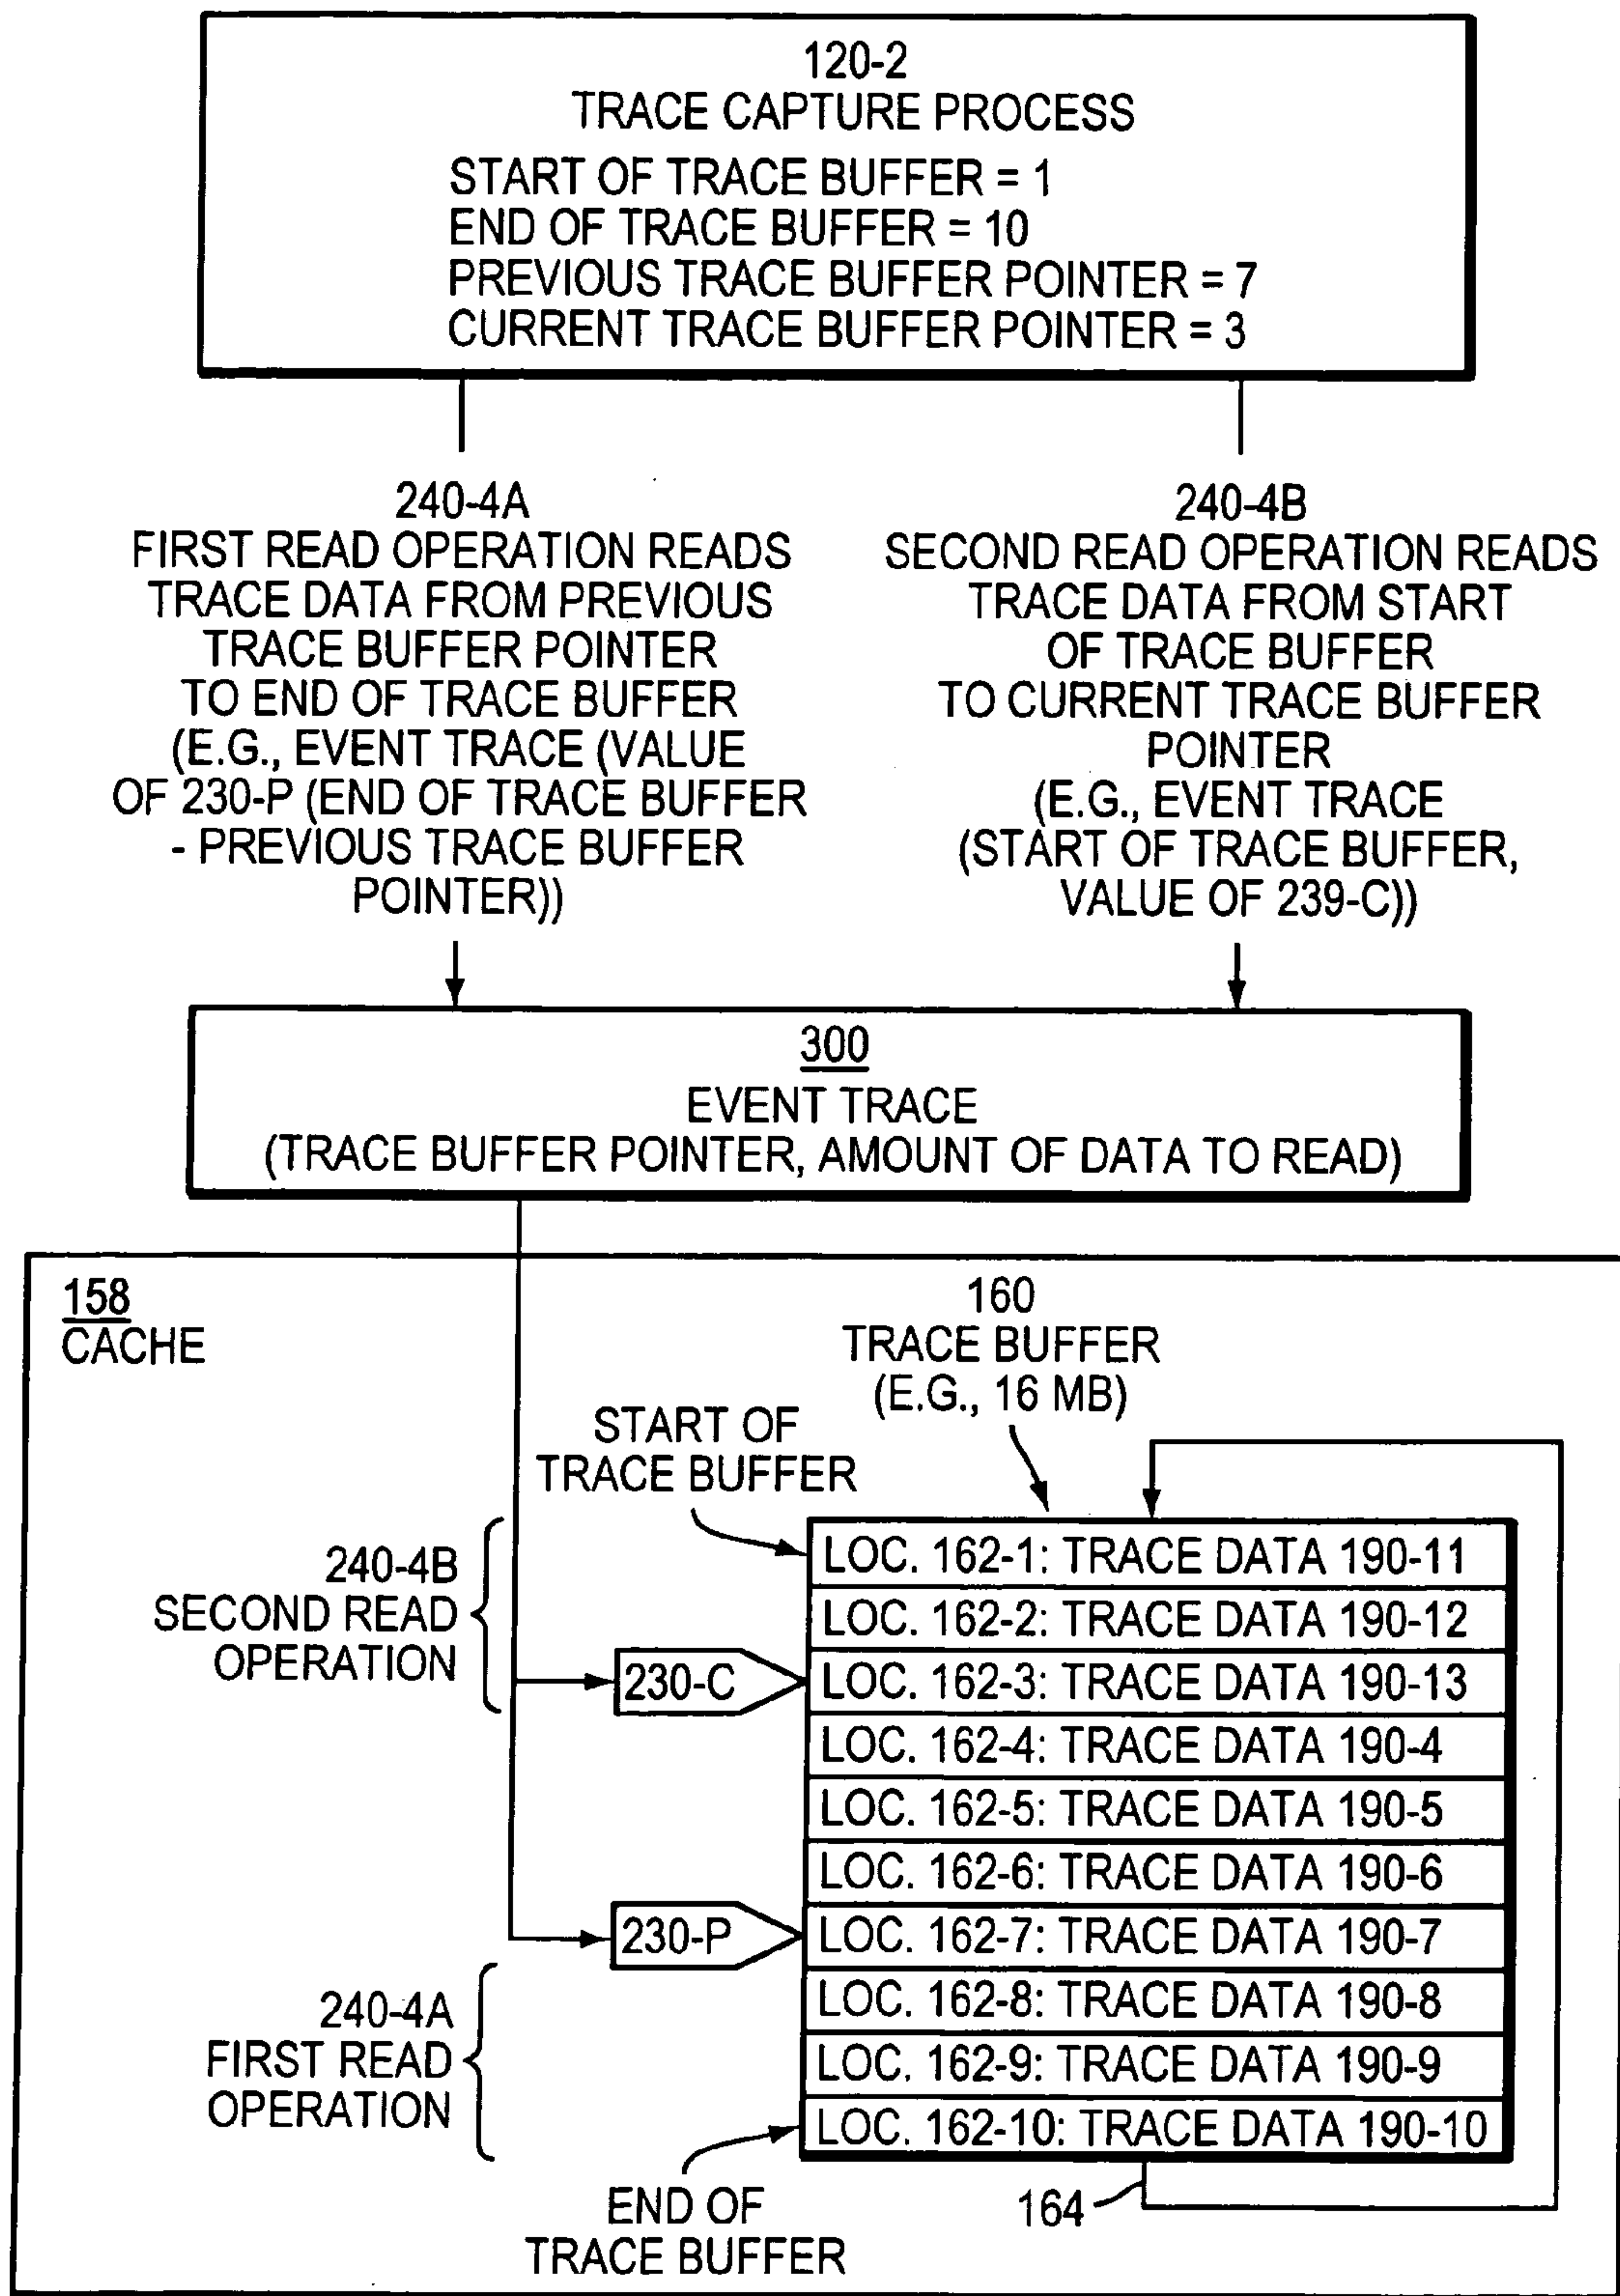 120-2
TRACE CAPTURE PROCESS
START OF TRACE BUFFER = 1
END OF TRACE BUFFER = 10
PREVIOUS TRACE BUFFER POINTER = 7
CURRENT TRACE BUFFER POINTER = 3
240-4A
FIRST READ OPERATION READS
TRACE DATA FROM PREVIOUS
TRACE BUFFER POINTER
TO END OF TRACE BUFFER
(E.G., EVENT TRACE (VALUE
OF 230-P (END OF TRACE BUFFER
- PREVIOUS TRACE BUFFER
POINTER))
240-4B
SECOND READ OPERATION READS
TRACE DATA FROM START
OF TRACE BUFFER
TO CURRENT TRACE BUFFER
POINTER
(E.G., EVENT TRACE
(START OF TRACE BUFFER,
VALUE OF 239-C))
300
EVENT TRACE
(TRACE BUFFER POINTER, AMOUNT OF DATA TO READ)
158
CACHE
160
TRACE BUFFER
(E.G., 16 MB)
START OF
TRACE BUFFER
240-4B
SECOND READ
OPERATION
230-C
230-P
240-4A
FIRST READ
OPERATION
LOC. 162-1: TRACE DATA 190-11
LOC. 162-2: TRACE DATA 190-12
LOC. 162-3: TRACE DATA 190-13
LOC. 162-4: TRACE DATA 190-4
LOC. 162-5: TRACE DATA 190-5
LOC. 162-6: TRACE DATA 190-6
LOC. 162-7: TRACE DATA 190-7
LOC. 162-8: TRACE DATA 190-8
LOC. 162-9: TRACE DATA 190-9
LOC. 162-10: TRACE DATA 190-10
END OF
TRACE BUFFER
164